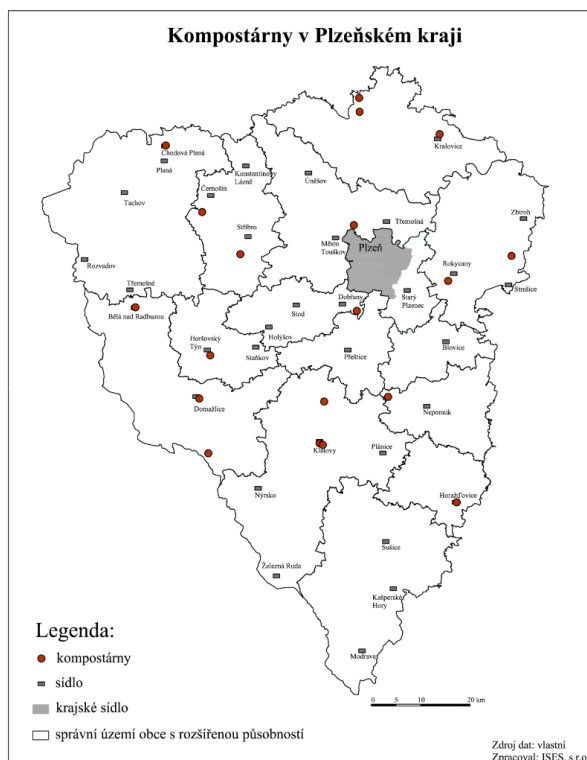 Kompostárny v Plzeňském kraji
Kralovice
Chodová Planá
Planá
Konstantinovy
Lázně
Úněšov
Černošín
Tachov
Zbiroh
Třemošná
Stříbro
Město
Touškov
Plzeň
Rozvadov
Rokycany
Třemešné
Strašice
Starý
Plzenec
Dobřany
Stod
Bělá nad Radbuzou
Holýšov
Horšovský
Týn
Staňkov
Přeštice
Blovice
Domažlice
Nepomuk
Klatovy
Plánice
Nýrsko
Horažďovice
Sušice
Železná Ruda
Kašperské
Hory
Modrava
Legenda:
kompostárny
sídlo
krajské sídlo
správní území obce s rozšířenou působností
0 5 10 20 km
Zdroj dat: vlastní
Zpracoval: ISES, s.r.o